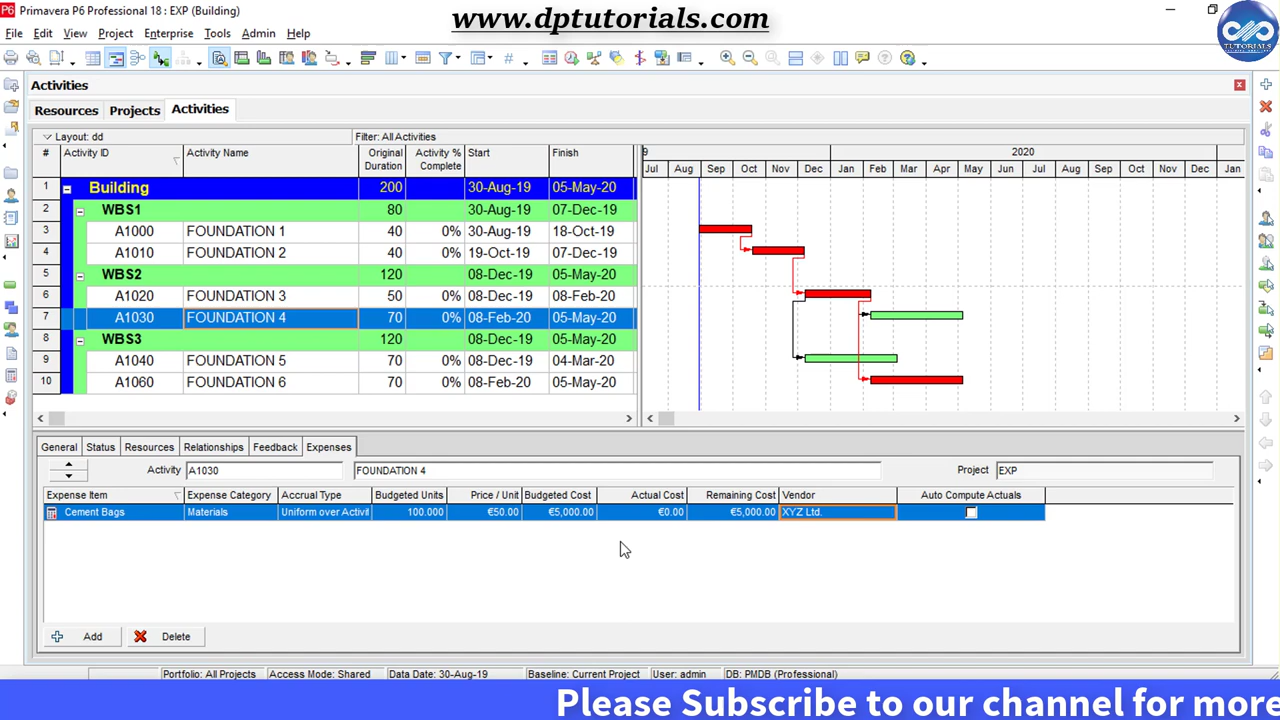 Primavera P6 Professional 18 : EXP (Building)
www.dptutorials.com
TUTORIALS
File Edit View Project Enterprise Tools Admin Help
Activities
Resources Projects Activities
Layout: dd Filter: All Activities
# Activity ID Activity Name Original Duration Activity % Complete Start Finish
9 2020
Jul Aug Sep Oct Nov Dec Jan Feb Mar Apr May Jun Jul Aug Sep Oct Nov Dec Jan
1 Building 200 30-Aug-19 05-May-20
2 WBS1 80 30-Aug-19 07-Dec-19
3 A1000 FOUNDATION 1 40 0% 30-Aug-19 18-Oct-19
4 A1010 FOUNDATION 2 40 0% 19-Oct-19 07-Dec-19
5 WBS2 120 08-Dec-19 05-May-20
6 A1020 FOUNDATION 3 50 0% 08-Dec-19 08-Feb-20
7 A1030 FOUNDATION 4 70 0% 08-Feb-20 05-May-20
8 WBS3 120 08-Dec-19 05-May-20
9 A1040 FOUNDATION 5 70 0% 08-Dec-19 04-Mar-20
10 A1060 FOUNDATION 6 70 0% 08-Feb-20 05-May-20
General Status Resources Relationships Feedback Expenses
Activity A1030 FOUNDATION 4 Project EXP
Expense Item Expense Category Accrual Type Budgeted Units Price / Unit Budgeted Cost Actual Cost Remaining Cost Vendor Auto Compute Actuals
Cement Bags Materials Uniform over Activit 100.000 €50.00 €5,000.00 €0.00 €5,000.00 XYZ Ltd.
Add Delete
Portfolio: All Projects Access Mode: Shared Data Date: 30-Aug-19 Baseline: Current Project User: admin DB: PMDB (Professional)
Please Subscribe to our channel for more